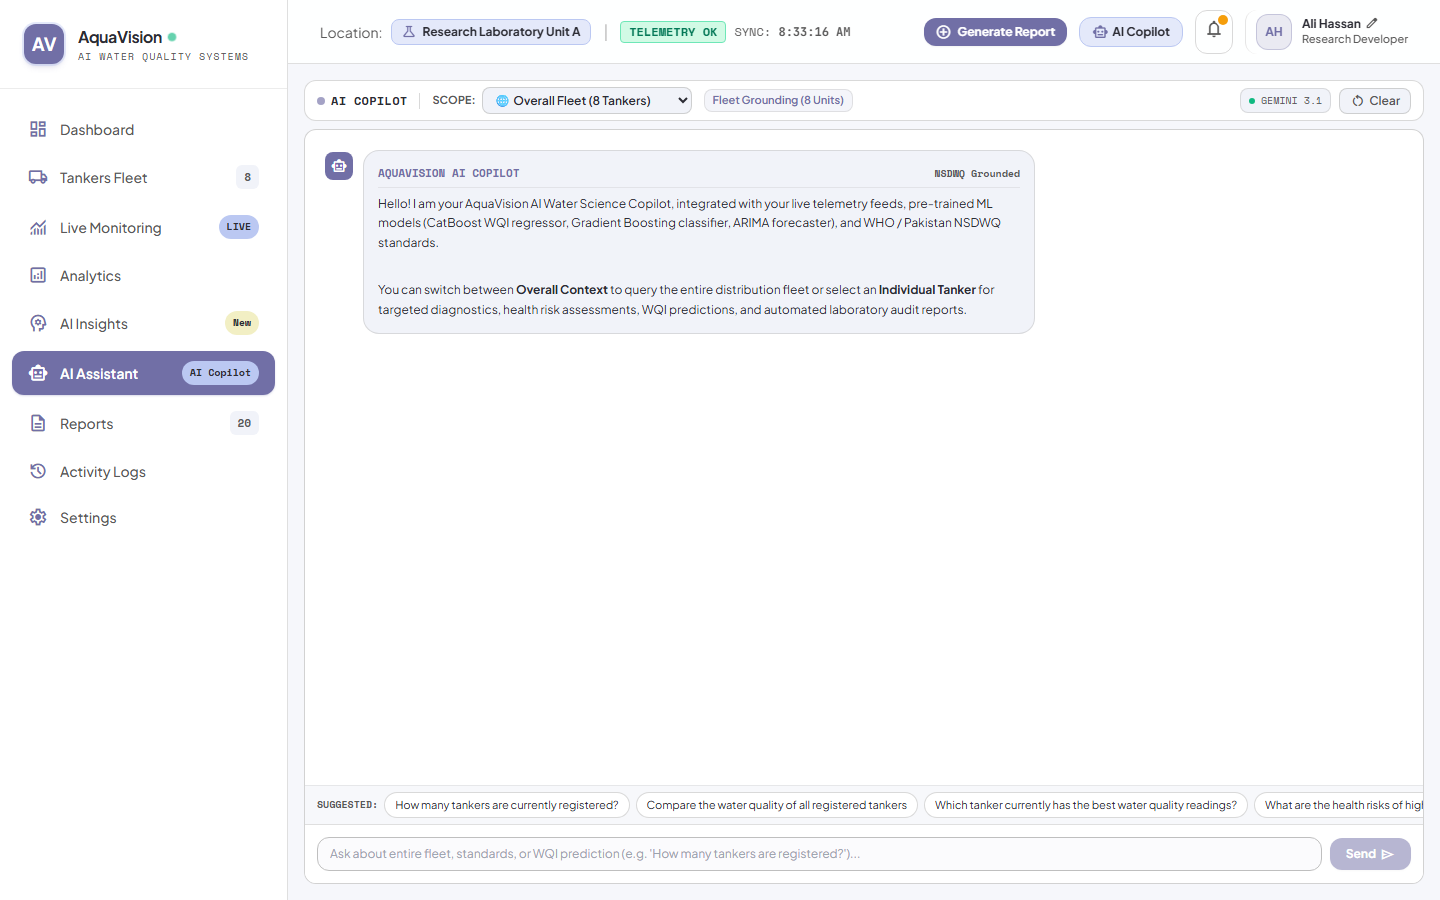 AV
AquaVision
AI WATER QUALITY SYSTEMS
Dashboard
Tankers Fleet 8
Live Monitoring LIVE
Analytics
AI Insights New
AI Assistant AI Copilot
Reports 20
Activity Logs
Settings
Location: Research Laboratory Unit A | TELEMETRY OK SYNC: 8:33:16 AM
Generate Report
AI Copilot
AH
Ali Hassan
Research Developer
AI COPILOT SCOPE: Overall Fleet (8 Tankers) Fleet Grounding (8 Units)
GEMINI 3.1 Clear
AQUAVISION AI COPILOT NSDWQ Grounded
Hello! I am your AquaVision AI Water Science Copilot, integrated with your live telemetry feeds, pre-trained ML
models (CatBoost WQI regressor, Gradient Boosting classifier, ARIMA forecaster), and WHO / Pakistan NSDWQ
standards.
You can switch between Overall Context to query the entire distribution fleet or select an Individual Tanker for
targeted diagnostics, health risk assessments, WQI predictions, and automated laboratory audit reports.
SUGGESTED: How many tankers are currently registered? Compare the water quality of all registered tankers Which tanker currently has the best water quality readings? What are the health risks of hig
Ask about entire fleet, standards, or WQI prediction (e.g. 'How many tankers are registered?')...
Send